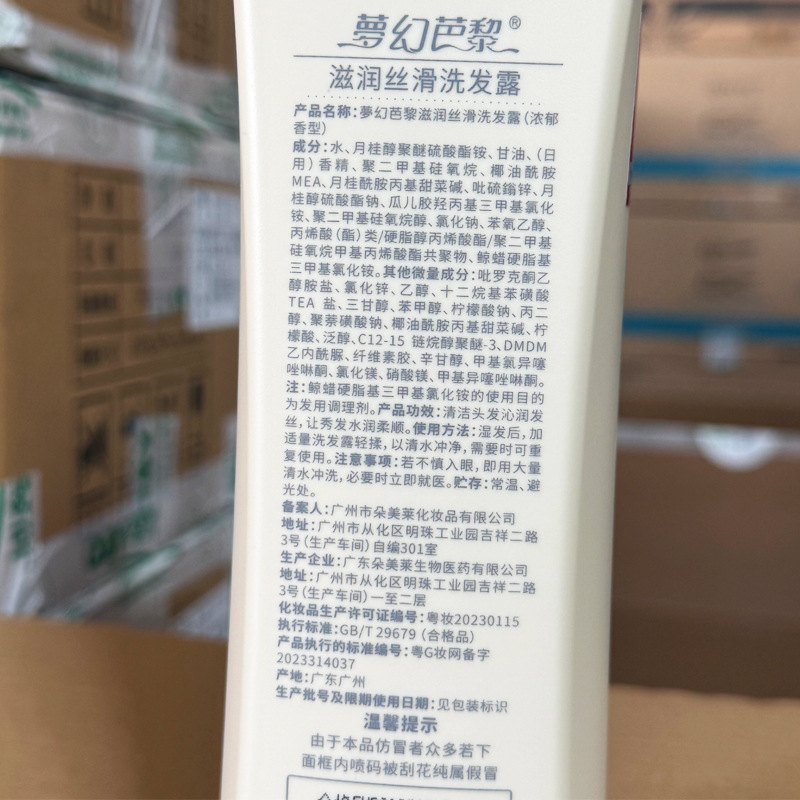 夢幻芭黎®
滋润丝滑洗发露
产品名称:夢幻芭黎滋润丝滑洗发露(浓郁
香型)
成分:水、月桂醇聚醚硫酸酯铵、甘油、(日
用)香精、聚二甲基硅氧烷、椰油酰胺
MEA、月桂酰胺丙基甜菜碱、吡硫鎓锌、月
桂醇硫酸酯钠、瓜儿胶羟丙基三甲基氯化
铵、聚二甲基硅氧烷醇、氯化钠、苯氧乙醇、
丙烯酸(酯)类/硬脂醇丙烯酸酯/聚二甲基
硅氧烷甲基丙烯酸酯共聚物、鲸蜡硬脂基
三甲基氯化铵。其他微量成分:吡罗克酮乙
醇胺盐、氯化锌、乙醇、十二烷基苯磺酸
TEA 盐、三甘醇、苯甲醇、柠檬酸钠、丙二
醇、聚萘磺酸钠、椰油酰胺丙基甜菜碱、柠
檬酸、泛醇、C12-15 链烷醇聚醚-3、DMDM
乙内酰脲、纤维素胶、辛甘醇、甲基氯异噻
唑啉酮、氯化镁、硝酸镁、甲基异噻唑啉酮。
注:鲸蜡硬脂基三甲基氯化铵的使用目的
为发用调理剂。产品功效:清洁头发沁润发
丝,让秀发水润柔顺。使用方法:湿发后,加
适量洗发露轻揉,以清水冲净,需要时可重
复使用。注意事项:若不慎入眼,即用大量
清水冲洗,必要时立即就医。贮存:常温、避
光处。
备案人:广州市朵美莱化妆品有限公司
地址:广州市从化区明珠工业园吉祥二路
3号(生产车间)自编301室
生产企业:广东朵美莱生物医药有限公司
地址:广州市从化区明珠工业园吉祥二路
3号(生产车间)一至二层
化妆品生产许可证编号:粤妆20230115
执行标准:GB/T 29679(合格品)
产品执行的标准编号:粤G妆网备字
2023314037
产地:广东广州
生产批号及限期使用日期:见包装标识
温馨提示
由于本品仿冒者众多若下
面框内喷码被刮花纯属假冒